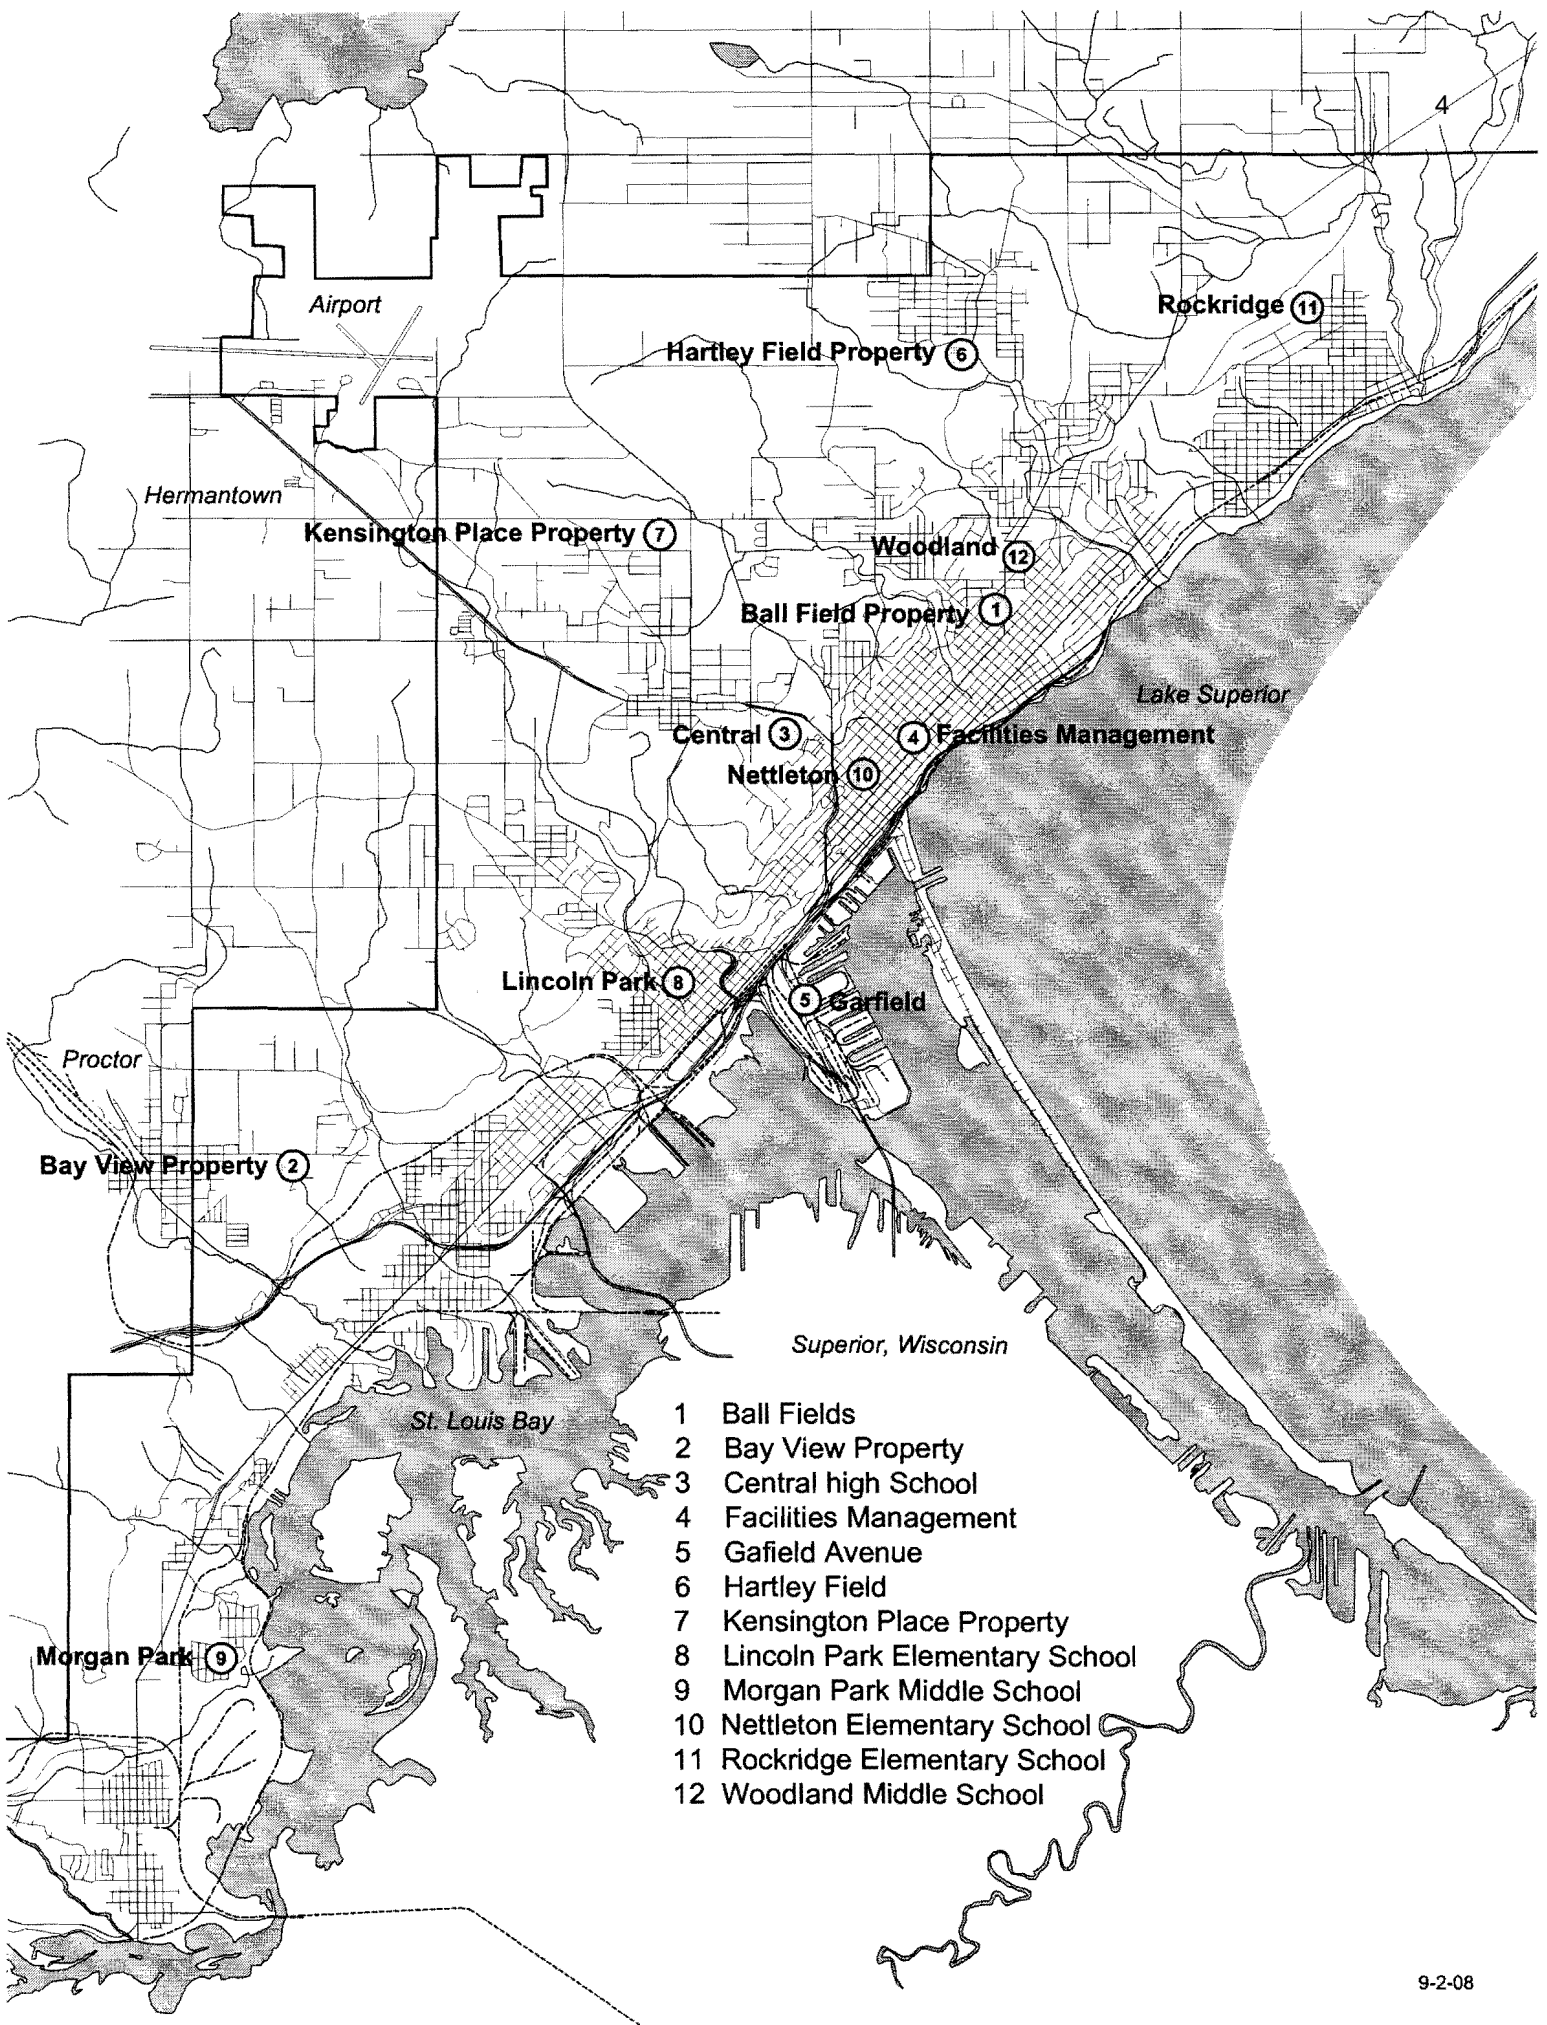 4
Airport
Rockridge 11
Hartley Field Property 6
Hermantown
Kensington Place Property 7
Woodland 12
Ball Field Property 1
Lake Superior
Central 3
4 Facilities Management
Nettleton 10
Lincoln Park 8
5 Garfield
Proctor
Bay View Property 2
Superior, Wisconsin
St. Louis Bay
1 Ball Fields
2 Bay View Property
3 Central high School
4 Facilities Management
5 Gafield Avenue
6 Hartley Field
7 Kensington Place Property
8 Lincoln Park Elementary School
9 Morgan Park Middle School
10 Nettleton Elementary School
11 Rockridge Elementary School
12 Woodland Middle School
Morgan Park 9
9-2-08